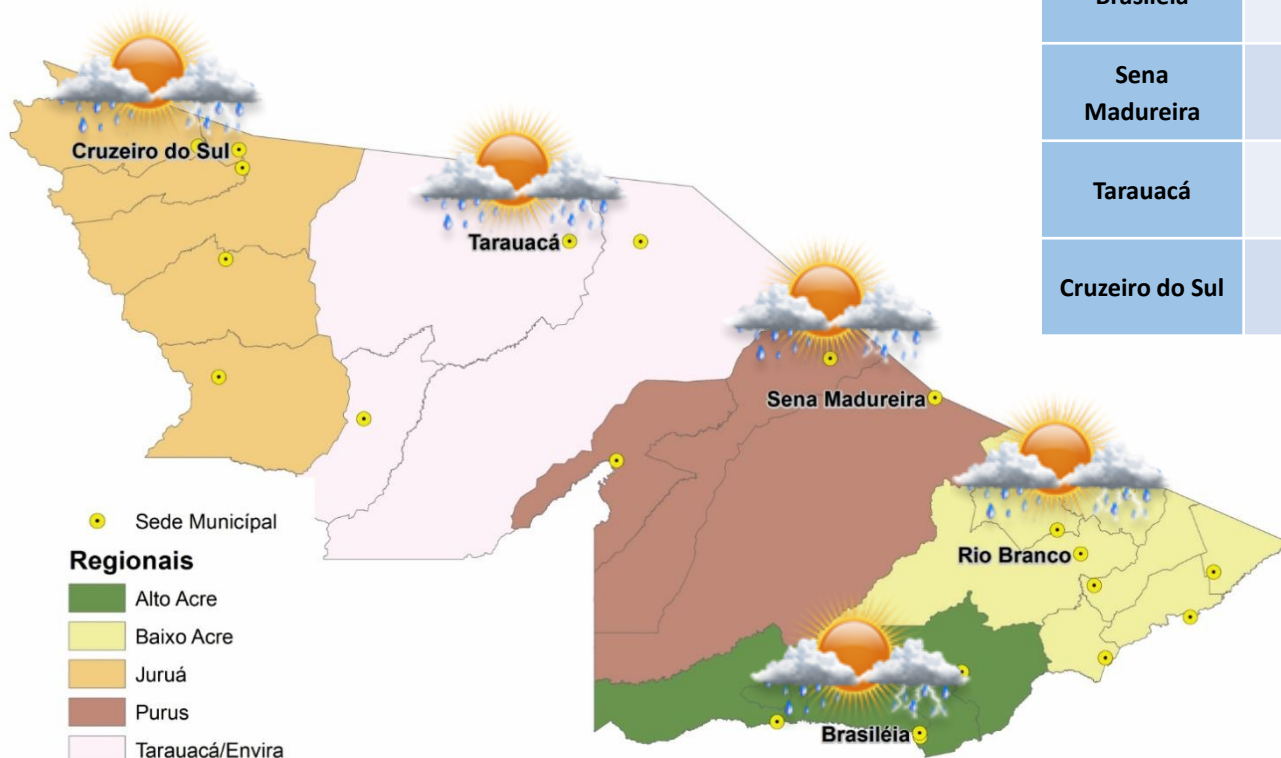 Brasiléia
Sena
Madureira
Tarauacá
Cruzeiro do Sul
Cruzeiro do Sul
Tarauacá
Sena Madureira
Rio Branco
Brasiléia
Sede Municípal
Regionais
Alto Acre
Baixo Acre
Juruá
Purus
Tarauacá/Envira